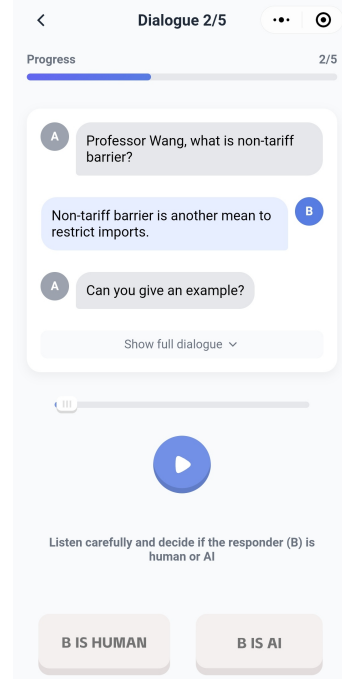 Dialogue 2/5
Progress
2/5
A
Professor Wang, what is non-tariff
barrier?
Non-tariff barrier is another mean to
restrict imports.
B
A
Can you give an example?
Show full dialogue
Listen carefully and decide if the responder (B) is
human or AI
B IS HUMAN
B IS AI